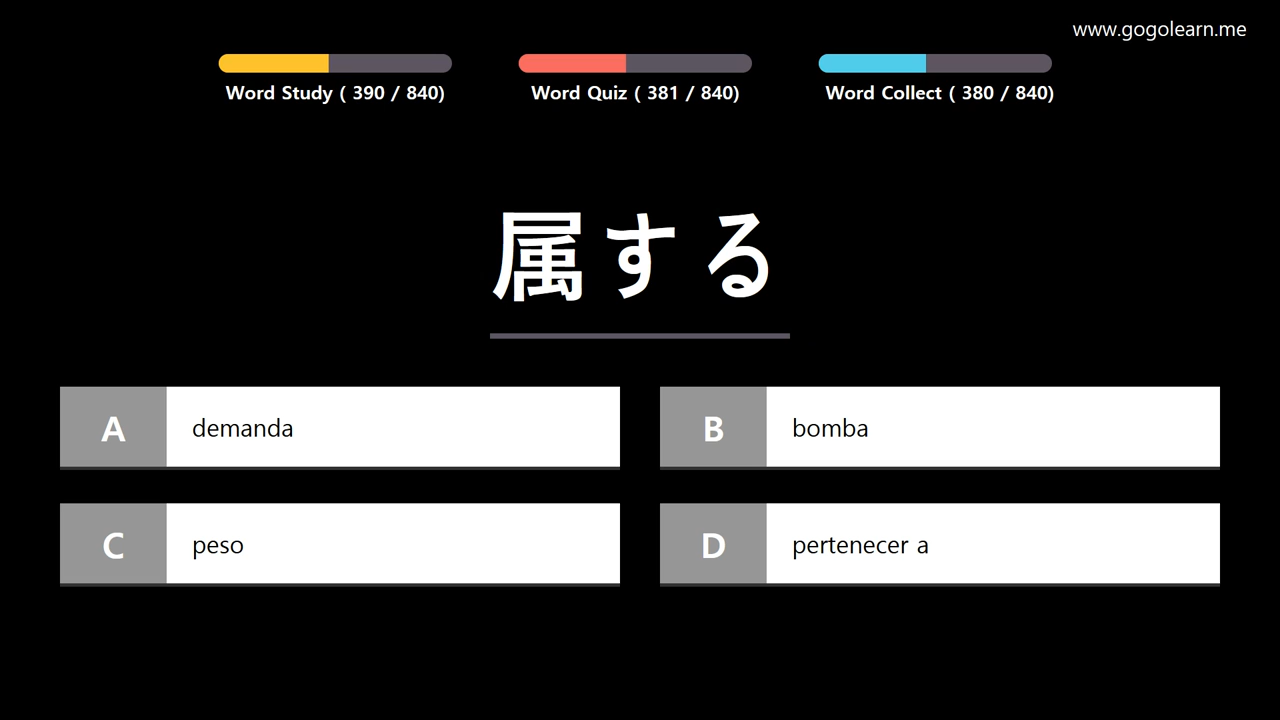 www.gogolearn.me
Word Study ( 390 / 840)
Word Quiz ( 381 / 840)
Word Collect ( 380 / 840)
属する
A demanda
B bomba
C peso
D pertenecer a